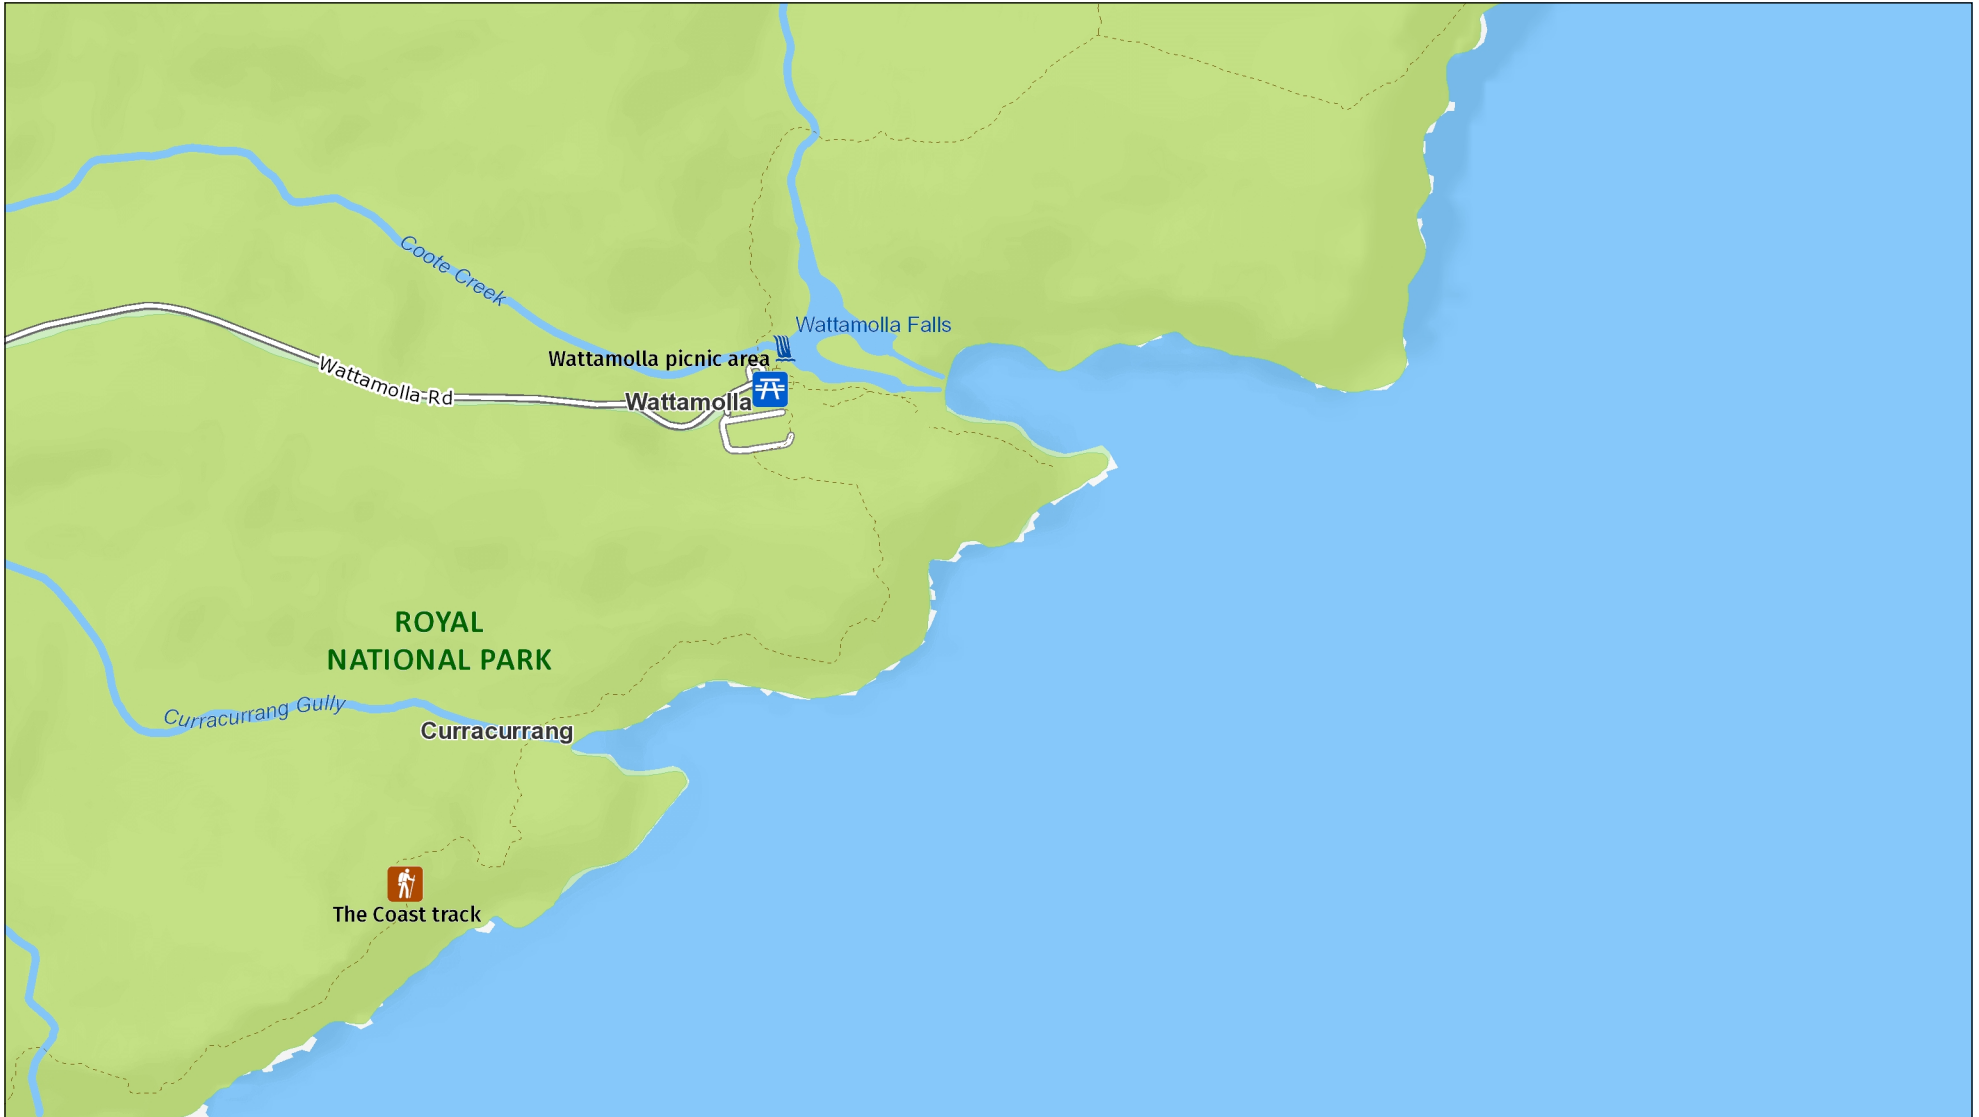 Coote Creek
Wattamolla Falls
Wattamolla picnic area
Wattamolla Rd
Wattamolla
ROYAL
NATIONAL PARK
Curracurrang Gully
Curracurrang
The Coast track